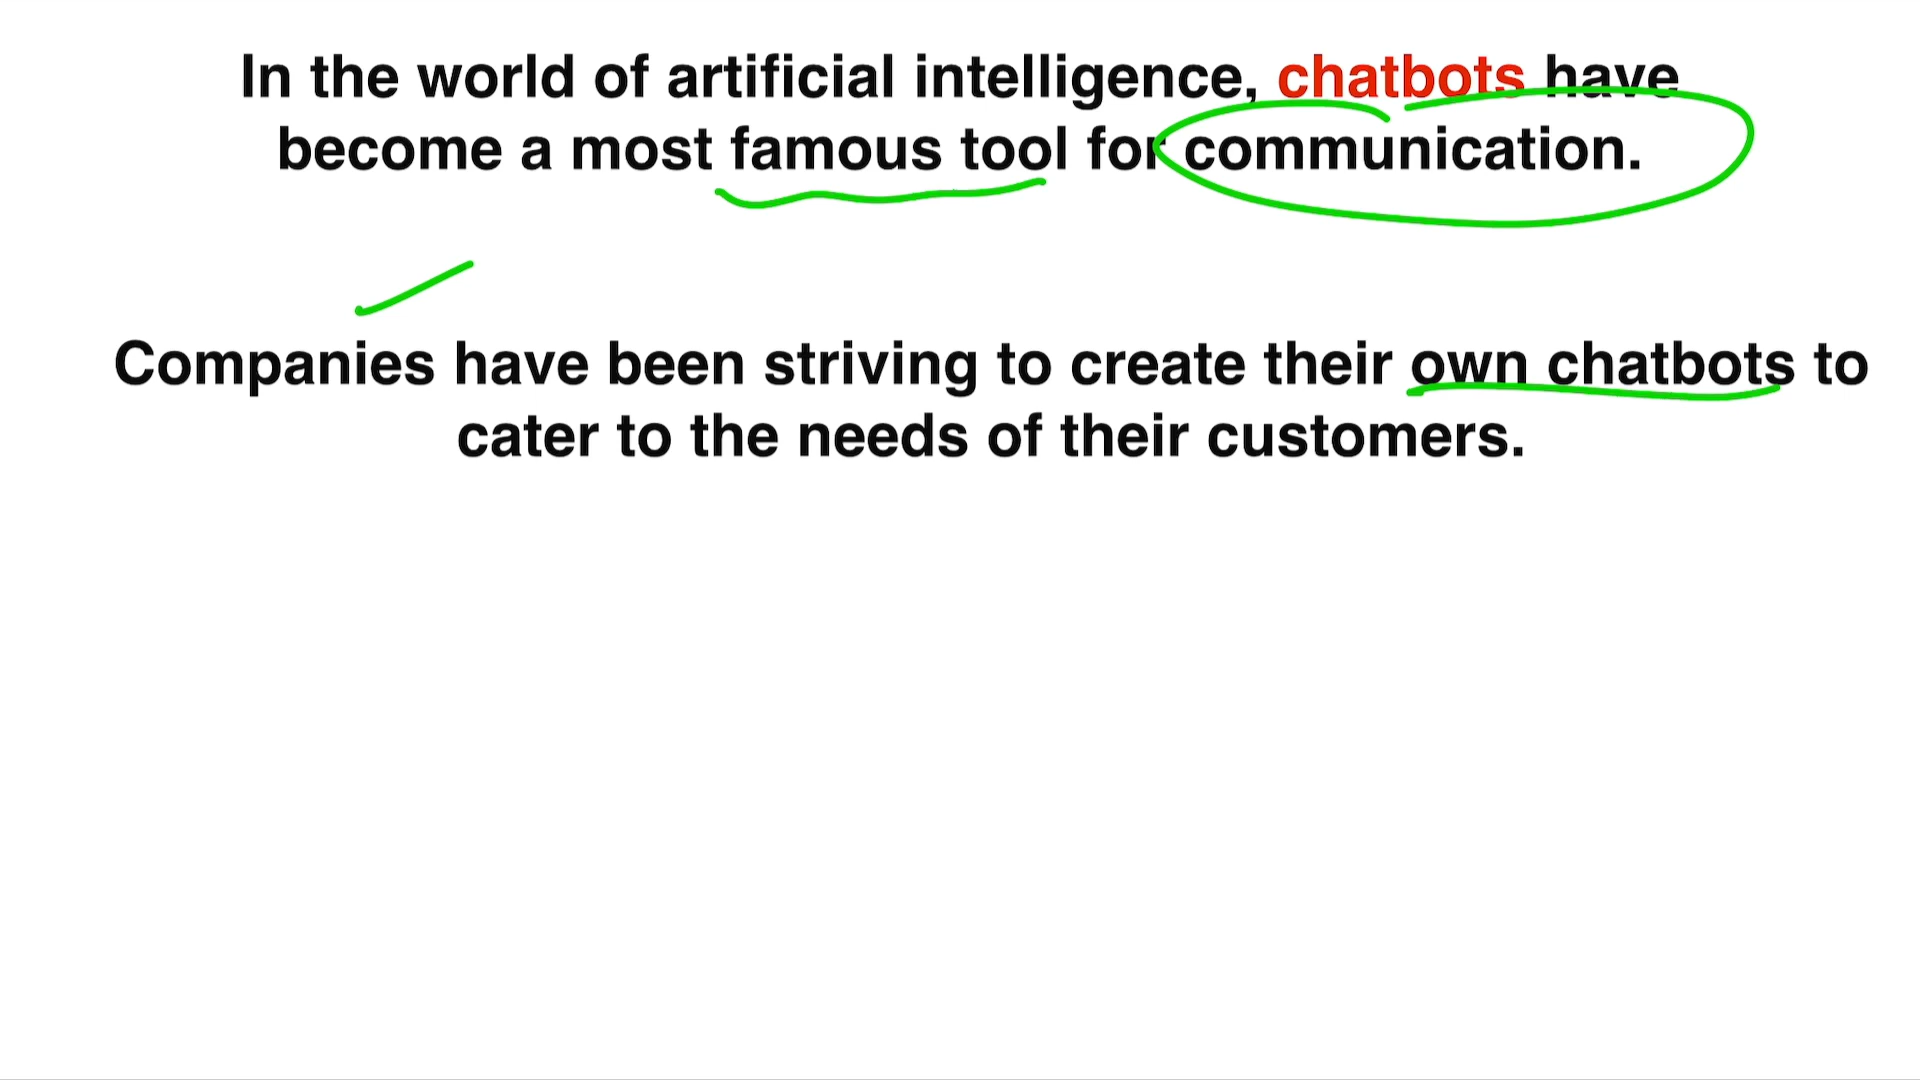 In the world of artificial intelligence, chatbots have
become a most famous tool for communication.
Companies have been striving to create their own chatbots to
cater to the needs of their customers.